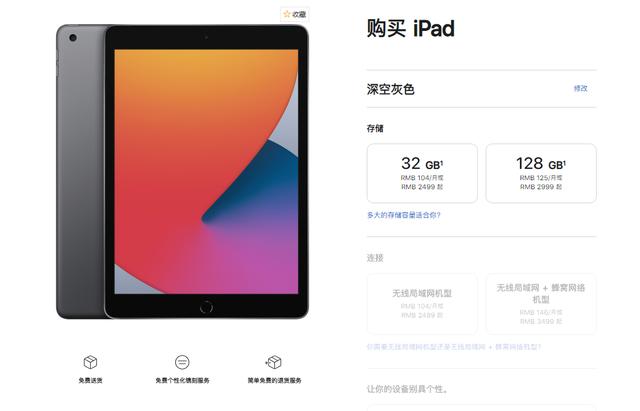 收藏
购买 iPad
深空灰色
修改
存储
32 GB¹
RMB 104/月或
RMB 2499 起
128 GB¹
RMB 125/月或
RMB 2999 起
多大的存储容量适合你?
连接
无线局域网机型
RMB 104/月或
RMB 2499 起
无线局域网 + 蜂窝网络
机型
RMB 146/月或
RMB 3499 起
你需要无线局域网机型还是无线局域网 + 蜂窝网络机型?
让你的设备别具个性。
免费送货
免费个性化镌刻服务
简单免费的退货服务